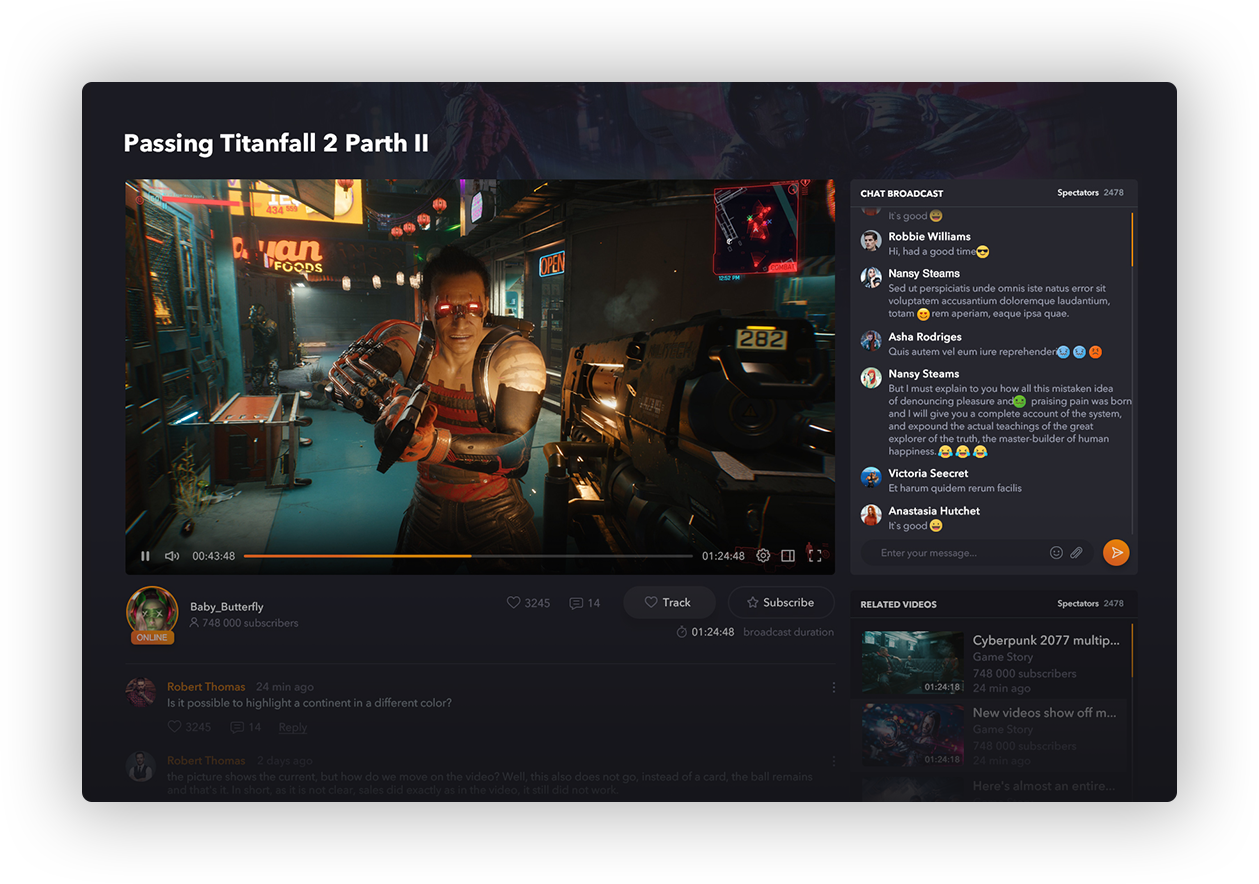 Passing Titanfall 2 Parth II
434
FOODS
OPEN
COMBAT
12:52 PM
282
00:43:48
01:24:48
CHAT BROADCAST
Spectators 2478
It's good
Robbie Williams
Hi, had a good time😎
Nansy Steams
Sed ut perspiciatis unde omnis iste natus error sit
voluptatem accusantium doloremque laudantium,
totam 😊 rem aperiam, eaque ipsa quae.
Asha Rodriges
Quis autem vel eum iure reprehender🥶 🥶 😡
Nansy Steams
But I must explain to you how all this mistaken idea
of denouncing pleasure and🤢 praising pain was born
and I will give you a complete account of the system,
and expound the actual teachings of the great
explorer of the truth, the master-builder of human
happiness.😂 😂 😂
Victoria Seecret
Et harum quidem rerum facilis
Anastasia Hutchet
It's good😄
Enter your message...
Baby_Butterfly
748 000 subscribers
ONLINE
3245
14
Track
Subscribe
01:24:48 broadcast duration
Robert Thomas 24 min ago
Is it possible to highlight a continent in a different color?
3245 14 Reply
Robert Thomas 2 days ago
the picture shows the current, but how do we move on the video? Well, this also does not go, instead of a card, the ball remains
and that's it. In short, as it is not clear, sales did exactly as in the video, it still did not work.
RELATED VIDEOS
Spectators 2478
01:24:18
Cyberpunk 2077 multip...
Game Story
748 000 subscribers
24 min ago
01:24:18
New videos show off m...
Game Story
748 000 subscribers
24 min ago
Here's almost an entire...